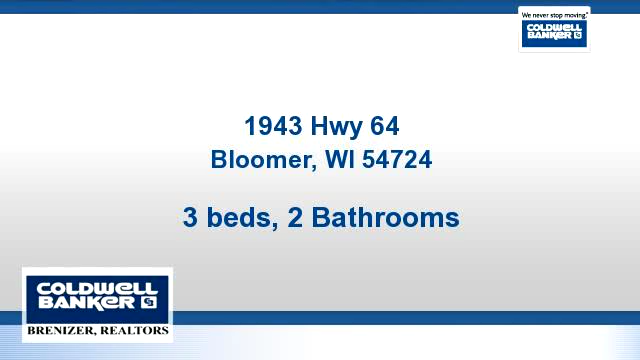 We never stop moving.®
COLDWELL
BANKER
1943 Hwy 64
Bloomer, WI 54724
3 beds, 2 Bathrooms
COLDWELL
BANKER
BRENIZER, REALTORS